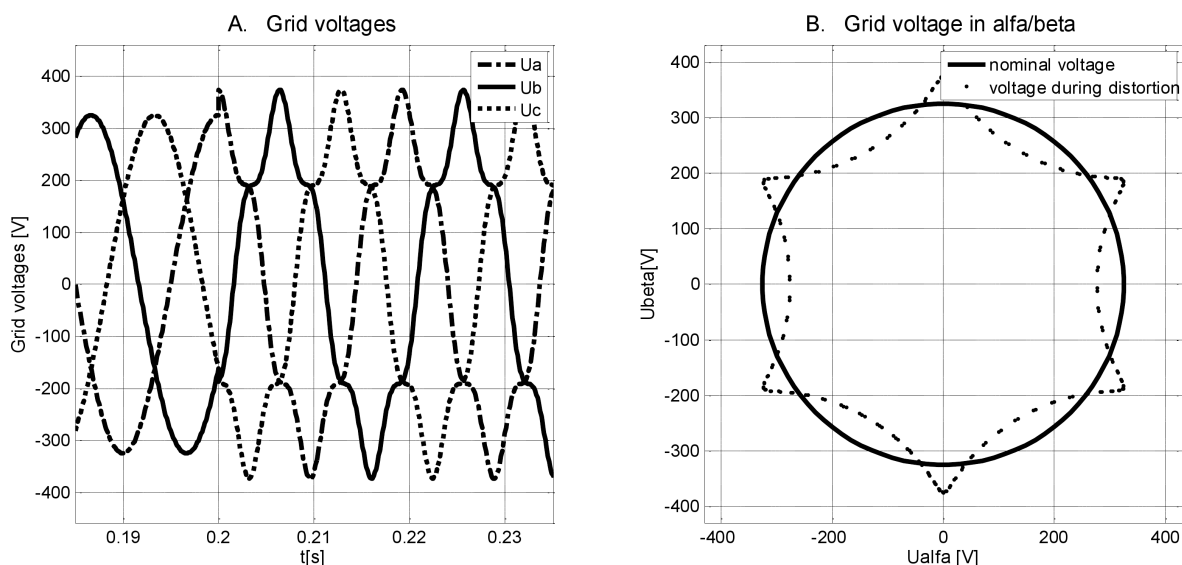 A. Grid voltages
Ua
Ub
Uc
Grid voltages [V]
400
300
200
100
0
-100
-200
-300
-400
0.19
0.2
0.21
0.22
0.23
t[s]
B. Grid voltage in alfa/beta
nominal voltage
voltage during distortion
Ubeta[V]
400
300
200
100
0
-100
-200
-300
-400
-400
-200
0
200
400
Ualfa [V]